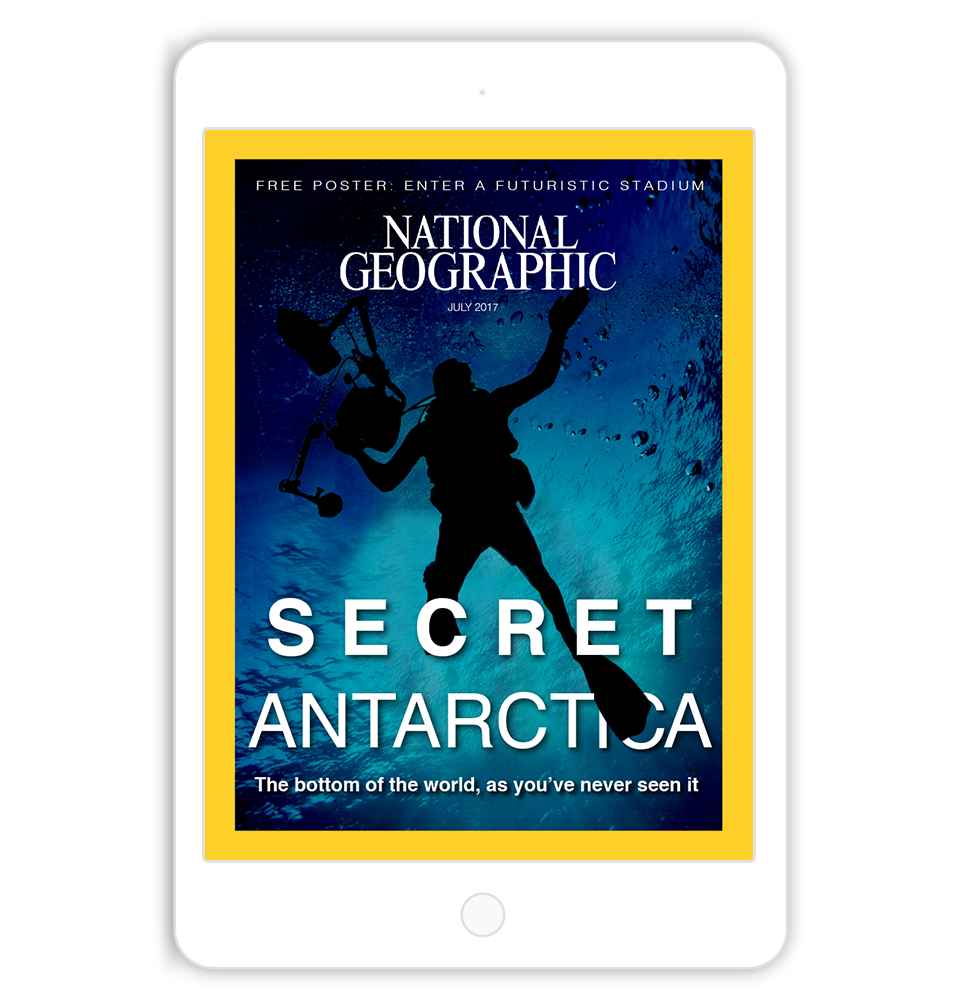 FREE POSTER: ENTER A FUTURISTIC STADIUM
NATIONAL
GEOGRAPHIC
JULY 2017
SECRET
ANTARCTICA
The bottom of the world, as you’ve never seen it